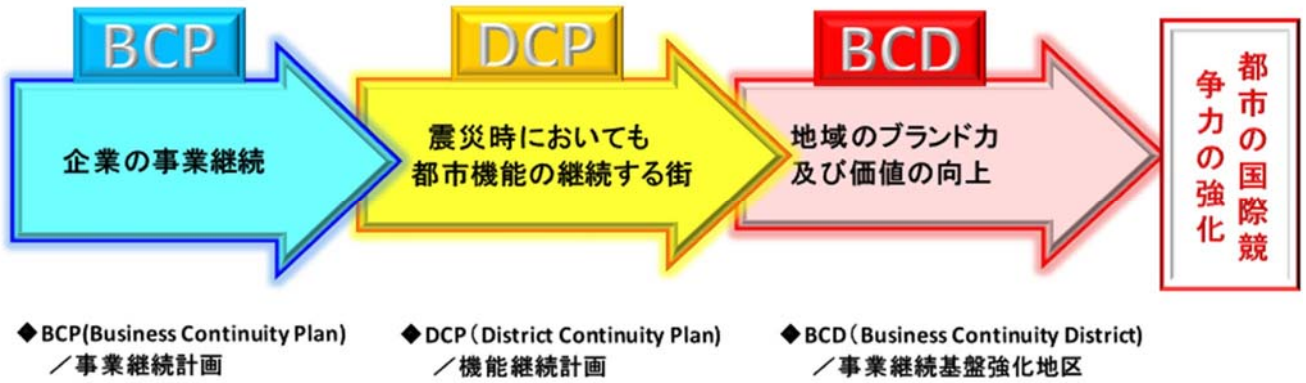 BCP
DCP
BCD
企業の事業継続
震災時においても
都市機能の継続する街
地域のブランド力
及び価値の向上
都市の国際競
争力の強化
◆BCP(Business Continuity Plan)
／事業継続計画
◆DCP（District Continuity Plan)
／機能継続計画
◆BCD（Business Continuity District)
／事業継続基盤強化地区